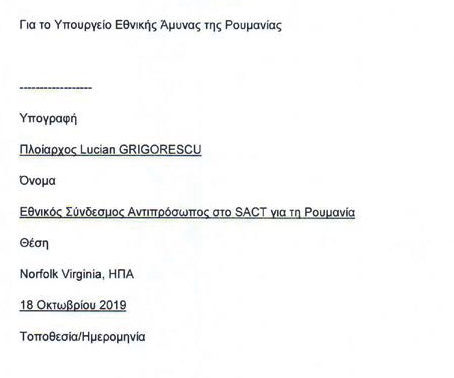 Για το Υπουργείο Εθνικής Άμυνας της Ρουμανίας
------------------
Υπογραφή
Πλοίαρχος Lucian GRIGORESCU
Όνομα
Εθνικός Σύνδεσμος Αντιπρόσωπος στο SACT για τη Ρουμανία
Θέση
Norfolk Virginia, ΗΠΑ
18 Οκτωβρίου 2019
Τοποθεσία/Ημερομηνία